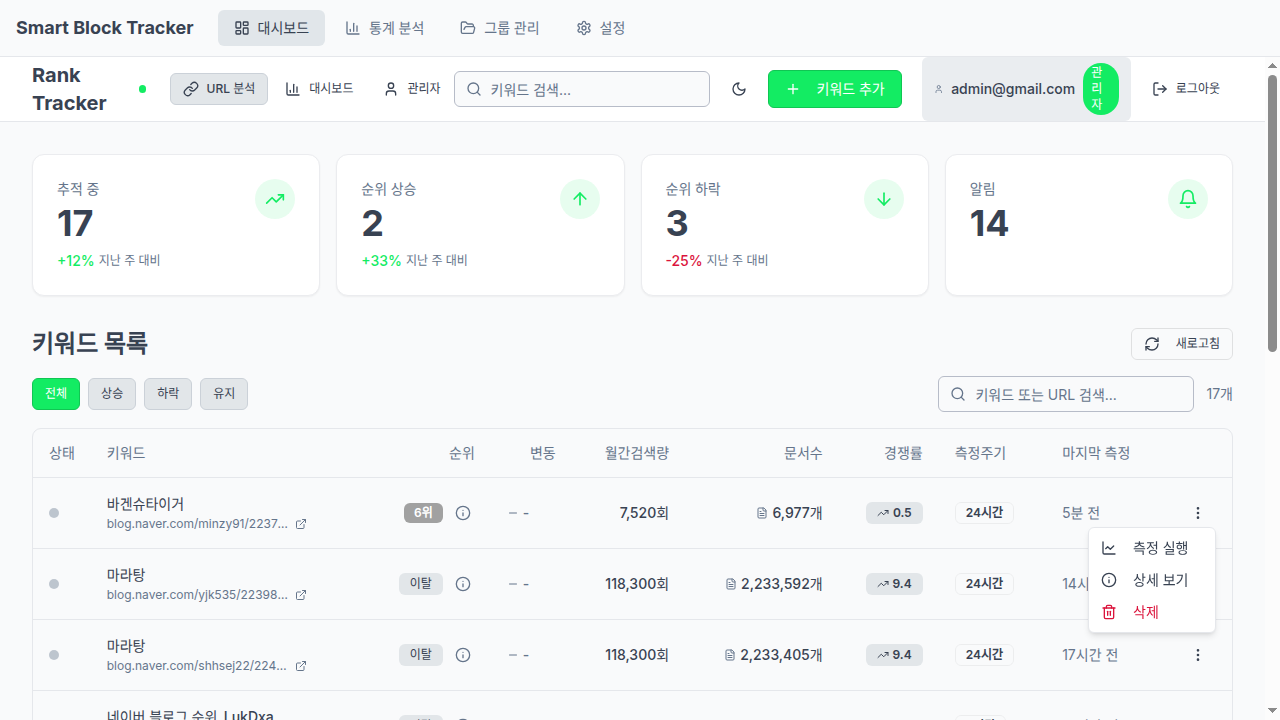 Smart Block Tracker 대시보드 통계 분석 그룹 관리 설정
Rank Tracker URL 분석 대시보드 관리자 키워드 검색... 키워드 추가 admin@gmail.com 관리자 로그아웃
추적 중
17
+12% 지난 주 대비
순위 상승
2
+33% 지난 주 대비
순위 하락
3
-25% 지난 주 대비
알림
14
키워드 목록
새로고침
전체 상승 하락 유지
키워드 또는 URL 검색... 17개
상태 키워드 순위 변동 월간검색량 문서수 경쟁률 측정주기 마지막 측정
바겐슈타이거
blog.naver.com/minzy91/2237...
6위 - 7,520회 6,977개 0.5 24시간 5분 전
측정 실행
상세 보기
삭제
마라탕
blog.naver.com/yjk535/22398...
이탈 - 118,300회 2,233,592개 9.4 24시간
마라탕
blog.naver.com/shhsej22/224...
이탈 - 118,300회 2,233,405개 9.4 24시간 17시간 전
네이버 블로그 순위_LukDxa